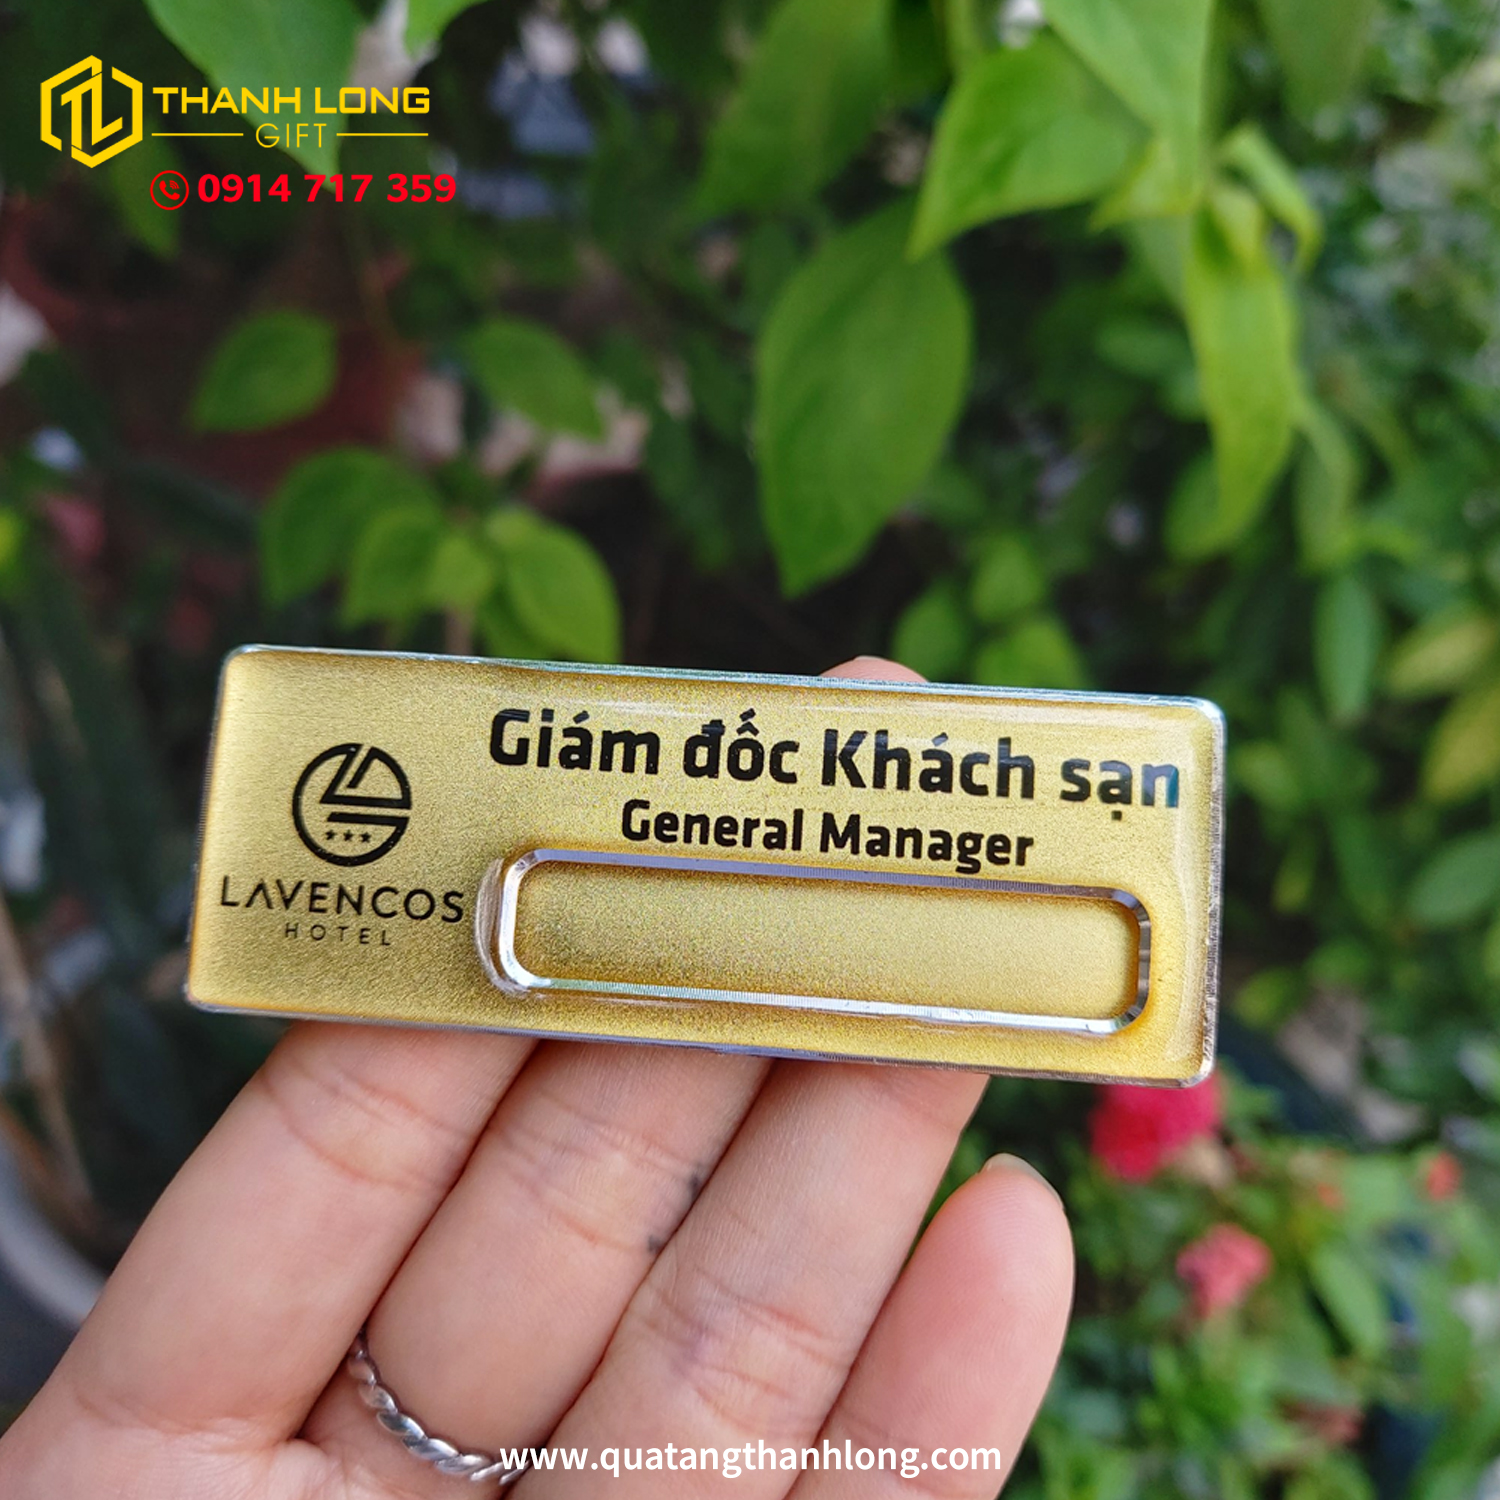 THANH LONG
GIFT
0914 717 359
Giám đốc Khách sạn
General Manager
LAVENCOS
HOTEL
www.quatangthanhlong.com